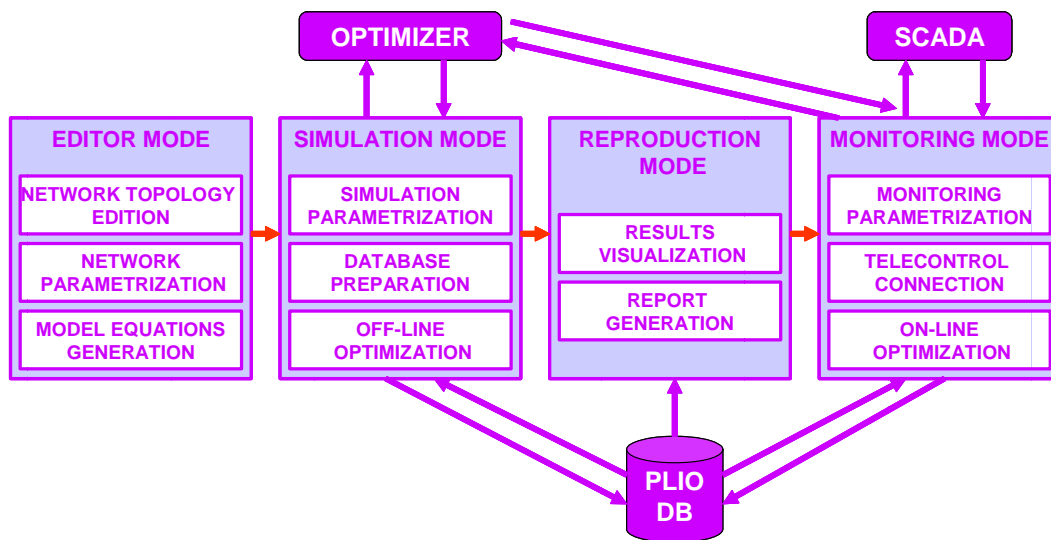 OPTIMIZER
SCADA
EDITOR MODE
NETWORK TOPOLOGY
EDITION
NETWORK
PARAMETRIZATION
MODEL EQUATIONS
GENERATION
SIMULATION MODE
SIMULATION
PARAMETRIZATION
DATABASE
PREPARATION
OFF-LINE
OPTIMIZATION
REPRODUCTION
MODE
RESULTS
VISUALIZATION
REPORT
GENERATION
MONITORING MODE
MONITORING
PARAMETRIZATION
TELECONTROL
CONNECTION
ON-LINE
OPTIMIZATION
PLIO
DB